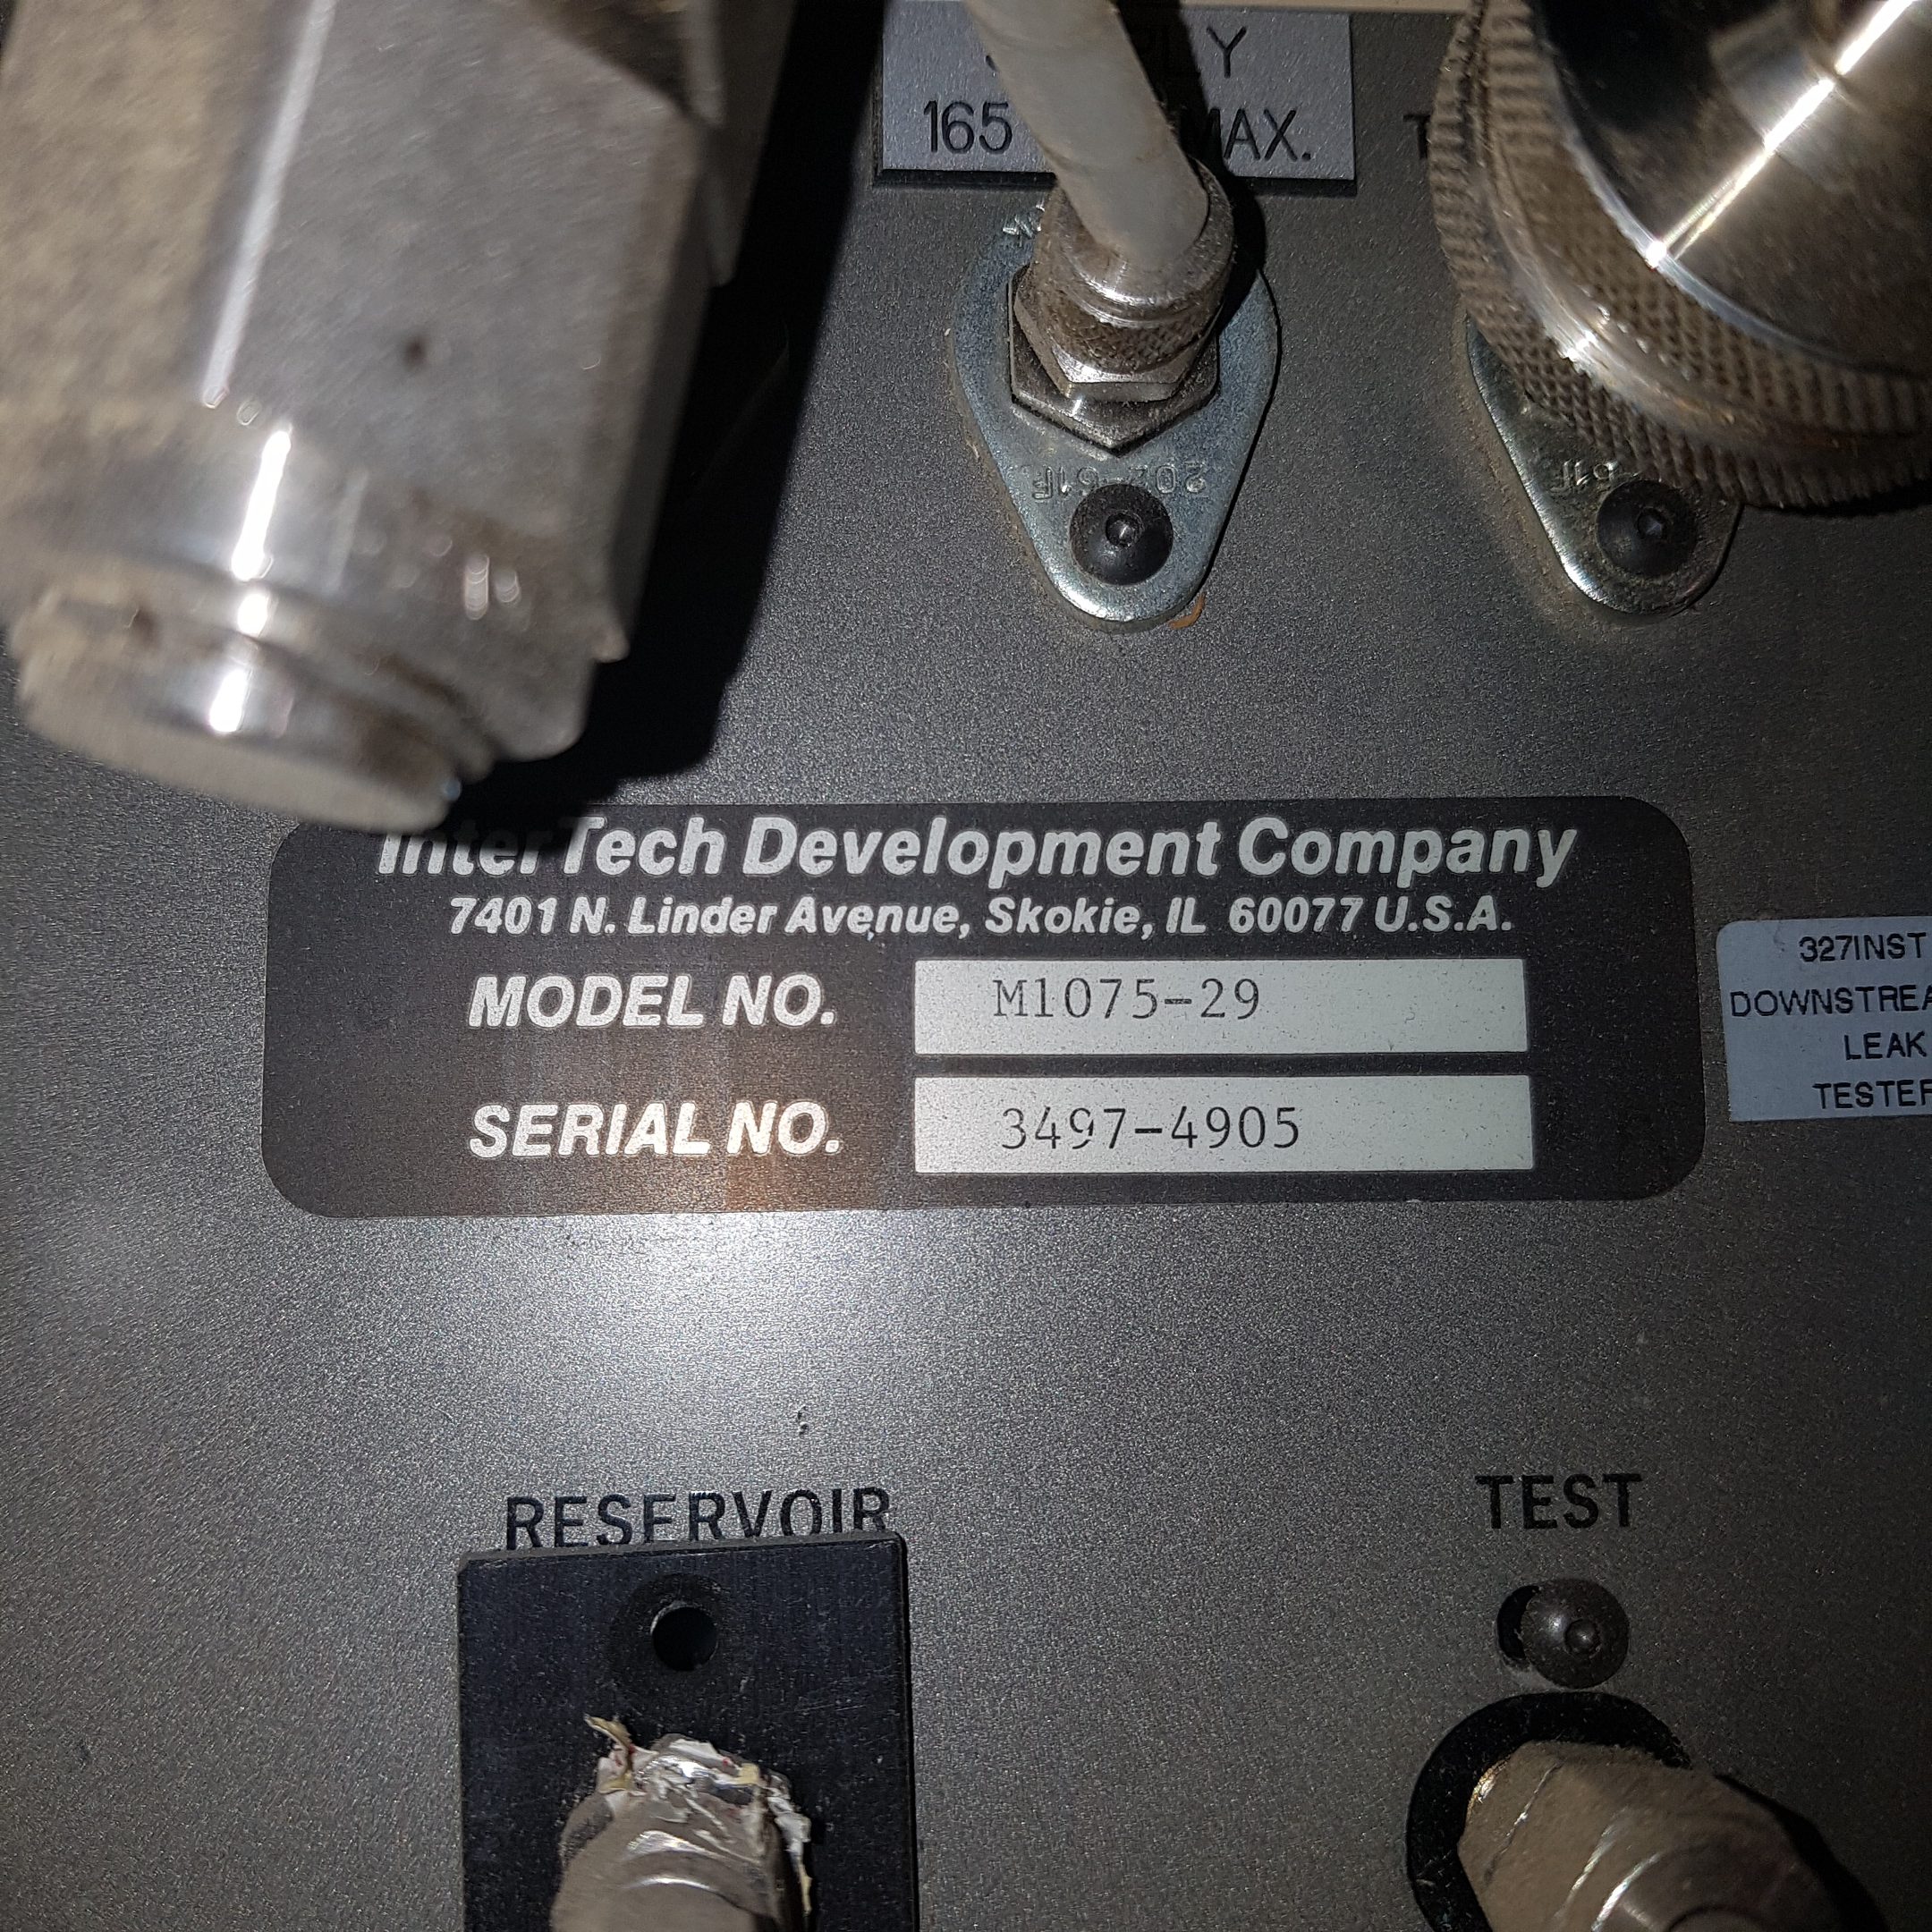 165 MAX.
InterTech Development Company
7401 N. Linder Avenue, Skokie, IL 60077 U.S.A.
MODEL NO. M1075-29
SERIAL NO. 3497-4905
327INST
LEAK
RESERVOIR
TEST